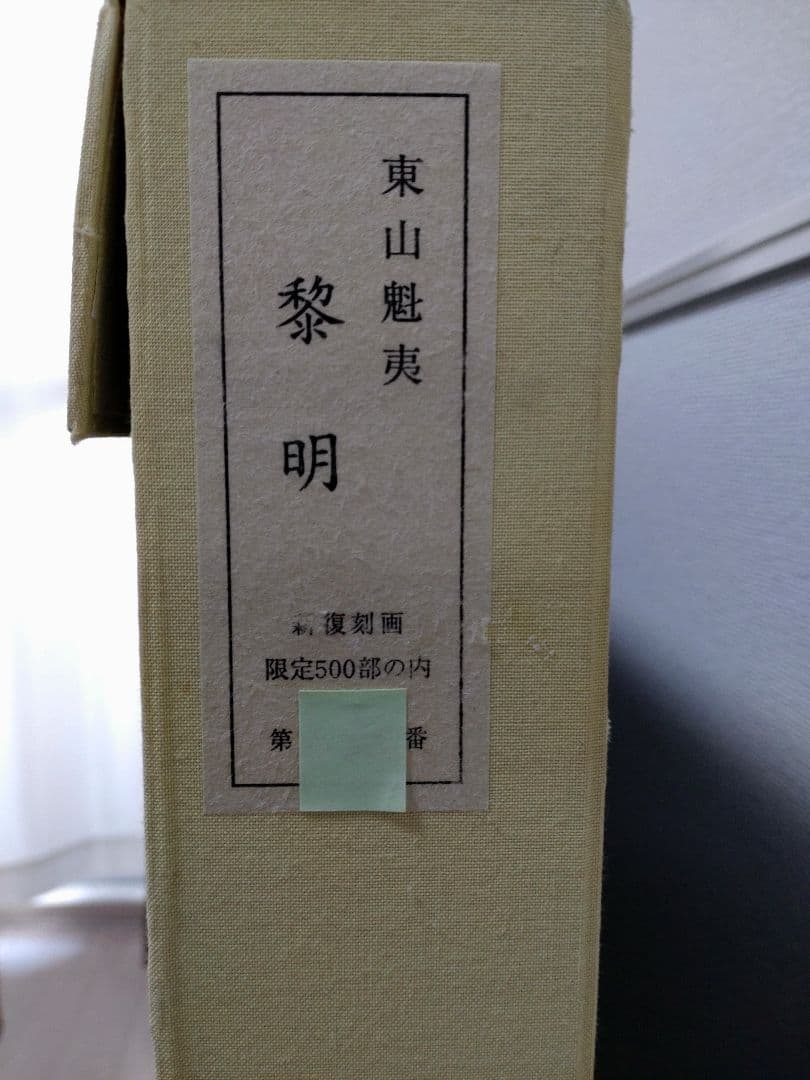 東山魁夷
黎明
新復刻画
限定500部の内
第 番